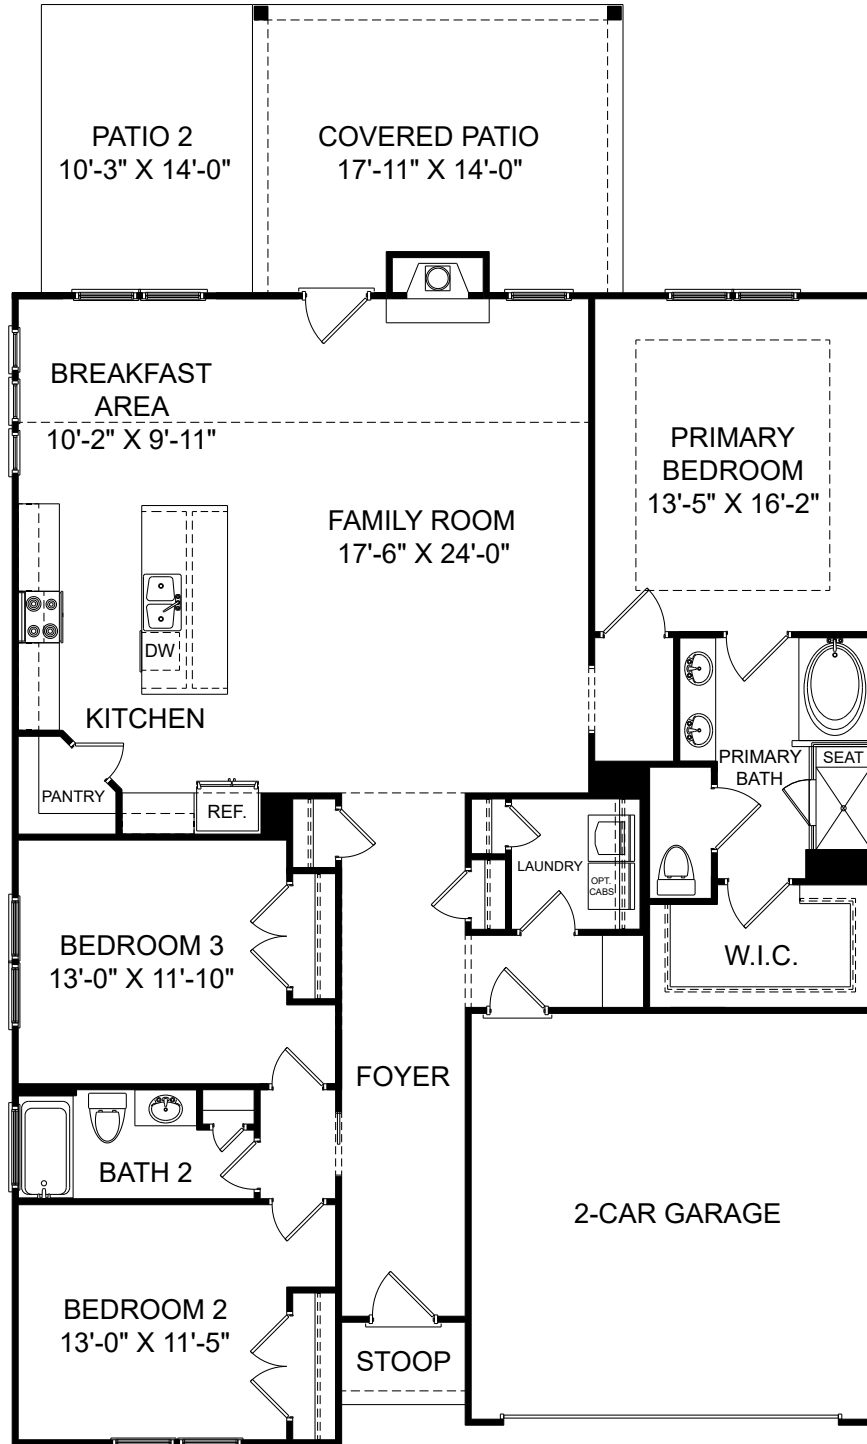 PATIO 2
10'-3" X 14'-0"
COVERED PATIO
17'-11" X 14'-0"
BREAKFAST
AREA
10'-2" X 9'-11"
PRIMARY
BEDROOM
13'-5" X 16'-2"
FAMILY ROOM
17'-6" X 24'-0"
DW
KITCHEN
PANTRY
REF.
PRIMARY
BATH
SEAT
LAUNDRY
OPT.
CABS
W.I.C.
BEDROOM 3
13'-0" X 11'-10"
FOYER
BATH 2
2-CAR GARAGE
BEDROOM 2
13'-0" X 11'-5"
STOOP